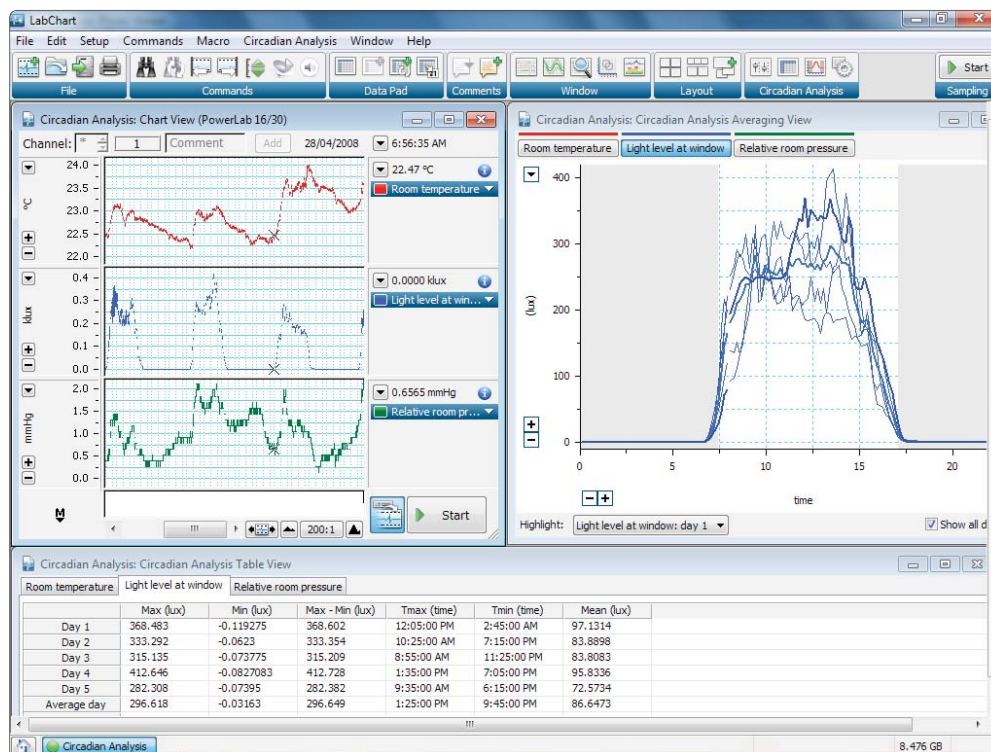 LabChart
File Edit Setup Commands Macro Circadian Analysis Window Help
Start
File Commands Data Pad Comments Window Layout Circadian Analysis Sampling
Circadian Analysis: Chart View (PowerLab 16/30)
Channel: * 1 Comment Add 28/04/2008 6:56:35 AM
24.0
23.5
23.0
22.5
22.0
°C
22.47 °C
Room temperature
0.4
0.3
0.2
0.1
0.0
klux
0.0000 klux
Light level at win...
2.0
1.5
1.0
0.5
0.0
mmHg
0.6565 mmHg
Relative room pr...
M
200:1
Start
Circadian Analysis: Circadian Analysis Averaging View
Room temperature Light level at window Relative room pressure
400
300
200
100
0
(lux)
0 5 10 15 20
time
Highlight: Light level at window: day 1 Show all d
Circadian Analysis: Circadian Analysis Table View
Room temperature Light level at window Relative room pressure
Max (lux) Min (lux) Max - Min (lux) Tmax (time) Tmin (time) Mean (lux)
Day 1 368.483 -0.119275 368.602 12:05:00 PM 2:45:00 AM 97.1314
Day 2 333.292 -0.0623 333.354 10:25:00 AM 7:15:00 PM 83.8898
Day 3 315.135 -0.073775 315.209 8:55:00 AM 11:25:00 PM 83.8083
Day 4 412.646 -0.0827083 412.728 1:35:00 PM 7:05:00 PM 95.8336
Day 5 282.308 -0.07395 282.382 9:35:00 AM 6:15:00 PM 72.5734
Average day 296.618 -0.03163 296.649 1:25:00 PM 9:45:00 PM 86.6473
Circadian Analysis 8.476 GB